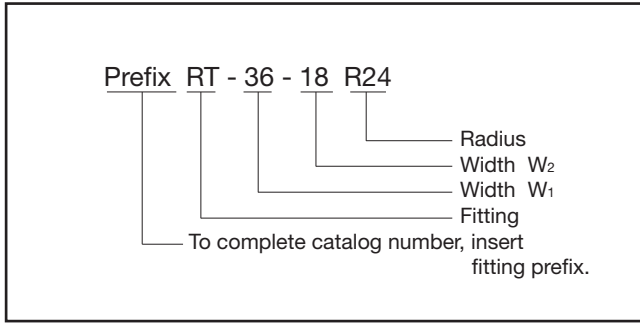 Prefix RT - 36 - 18 R24
Radius
Width W2
Width W1
Fitting
To complete catalog number, insert
fitting prefix.